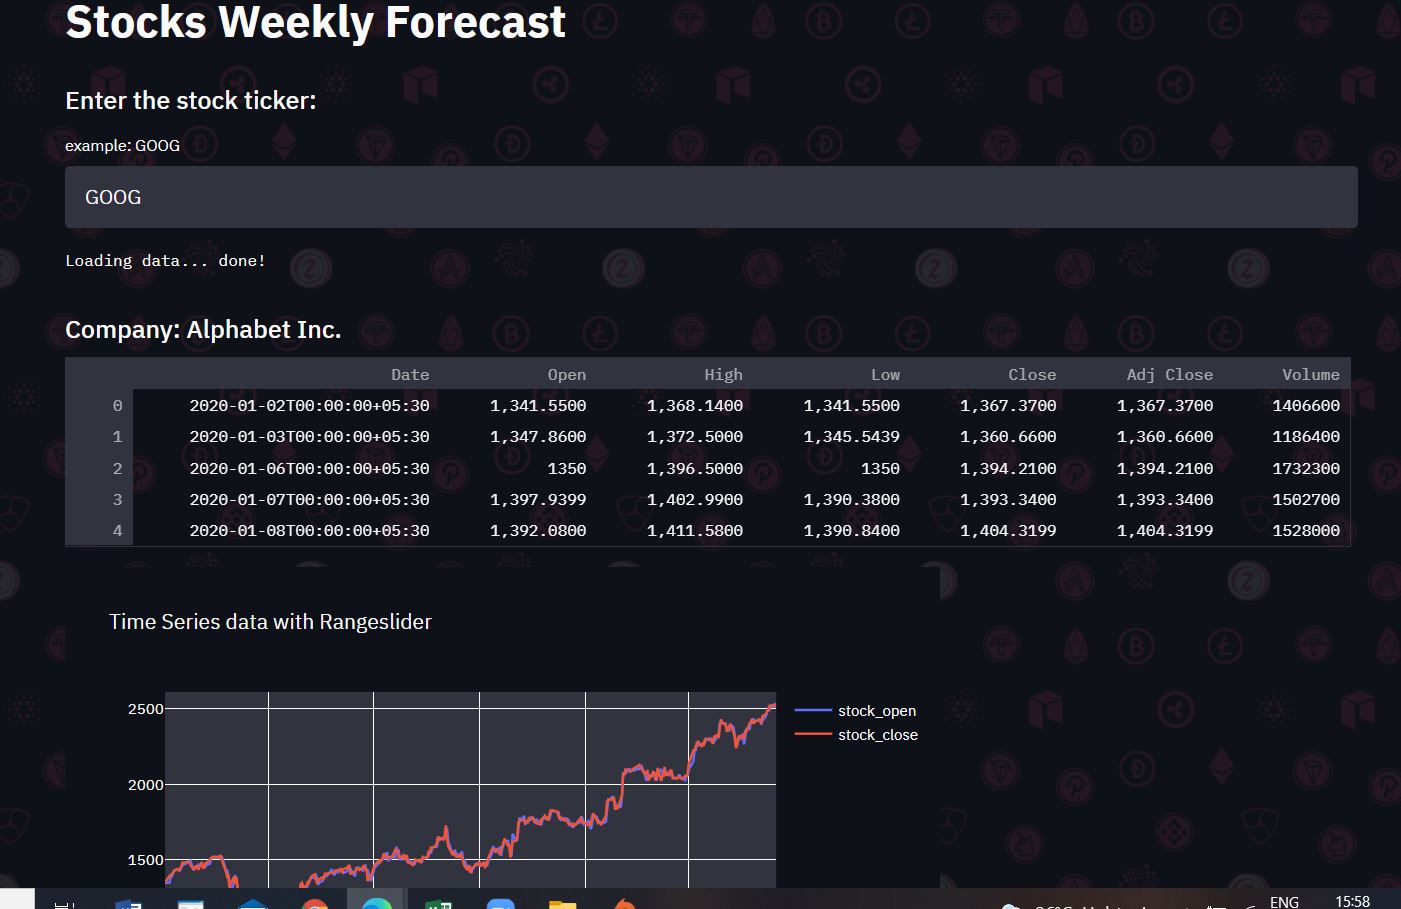 Stocks Weekly Forecast
Enter the stock ticker:
example: GOOG
GOOG
Loading data... done!
Company: Alphabet Inc.
Date Open High Low Close Adj Close Volume
0 2020-01-02T00:00:00+05:30 1,341.5500 1,368.1400 1,341.5500 1,367.3700 1,367.3700 1406600
1 2020-01-03T00:00:00+05:30 1,347.8600 1,372.5000 1,345.5439 1,360.6600 1,360.6600 1186400
2 2020-01-06T00:00:00+05:30 1350 1,396.5000 1350 1,394.2100 1,394.2100 1732300
3 2020-01-07T00:00:00+05:30 1,397.9399 1,402.9900 1,390.3800 1,393.3400 1,393.3400 1502700
4 2020-01-08T00:00:00+05:30 1,392.0800 1,411.5800 1,390.8400 1,404.3199 1,404.3199 1528000
Time Series data with Rangeslider
2500
2000
1500
stock_open
stock_close
ENG
15:58